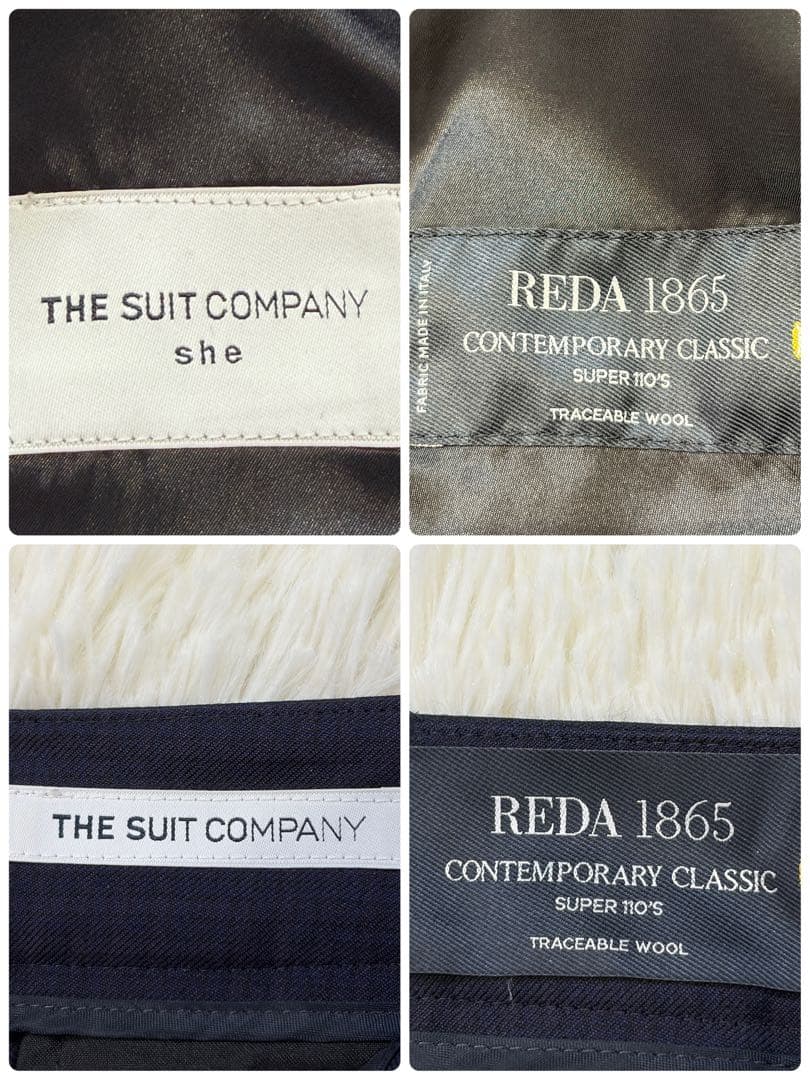 THE SUIT COMPANY
she
FABRIC MADE IN ITALY
REDA 1865
CONTEMPORARY CLASSIC
SUPER 110'S
TRACEABLE WOOL
THE SUIT COMPANY
REDA 1865
CONTEMPORARY CLASSIC
SUPER 110'S
TRACEABLE WOOL